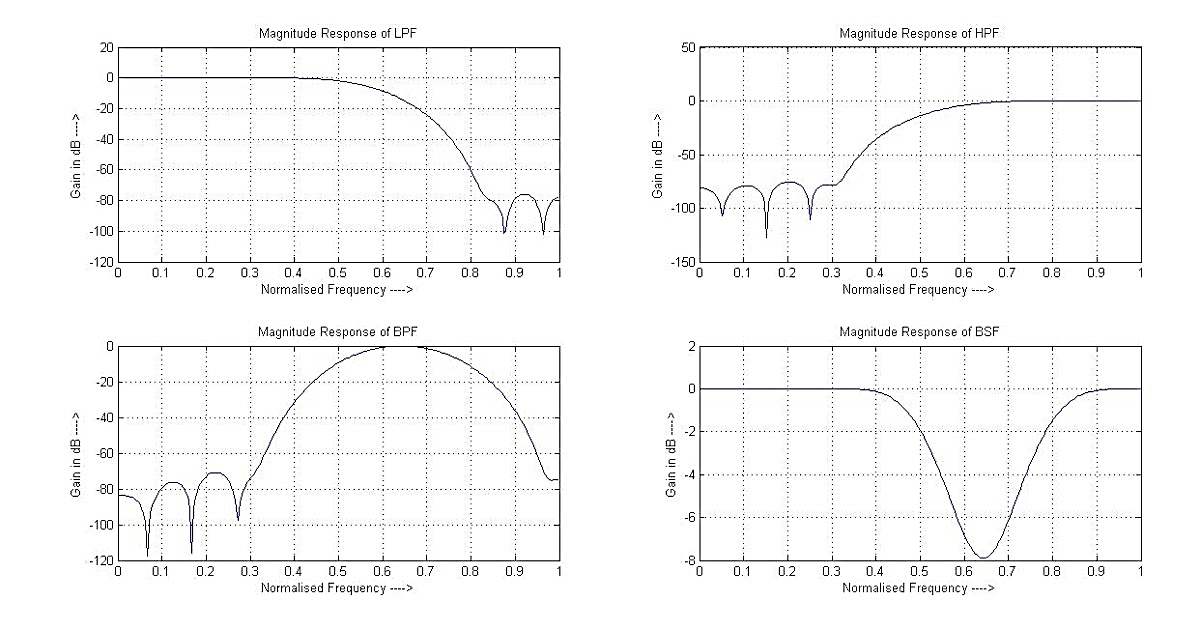 Magnitude Response of LPF
20
0
-20
-40
-60
-80
-100
-120
Gain in dB ---->
0 0.1 0.2 0.3 0.4 0.5 0.6 0.7 0.8 0.9 1
Normalised Frequency ---->
Magnitude Response of HPF
50
0
-50
-100
-150
Gain in dB ---->
0 0.1 0.2 0.3 0.4 0.5 0.6 0.7 0.8 0.9 1
Normalised Frequency ---->
Magnitude Response of BPF
0
-20
-40
-60
-80
-100
-120
Gain in dB ---->
0 0.1 0.2 0.3 0.4 0.5 0.6 0.7 0.8 0.9 1
Normalised Frequency ---->
Magnitude Response of BSF
2
0
-2
-4
-6
-8
Gain in dB ---->
0 0.1 0.2 0.3 0.4 0.5 0.6 0.7 0.8 0.9 1
Normalised Frequency ---->